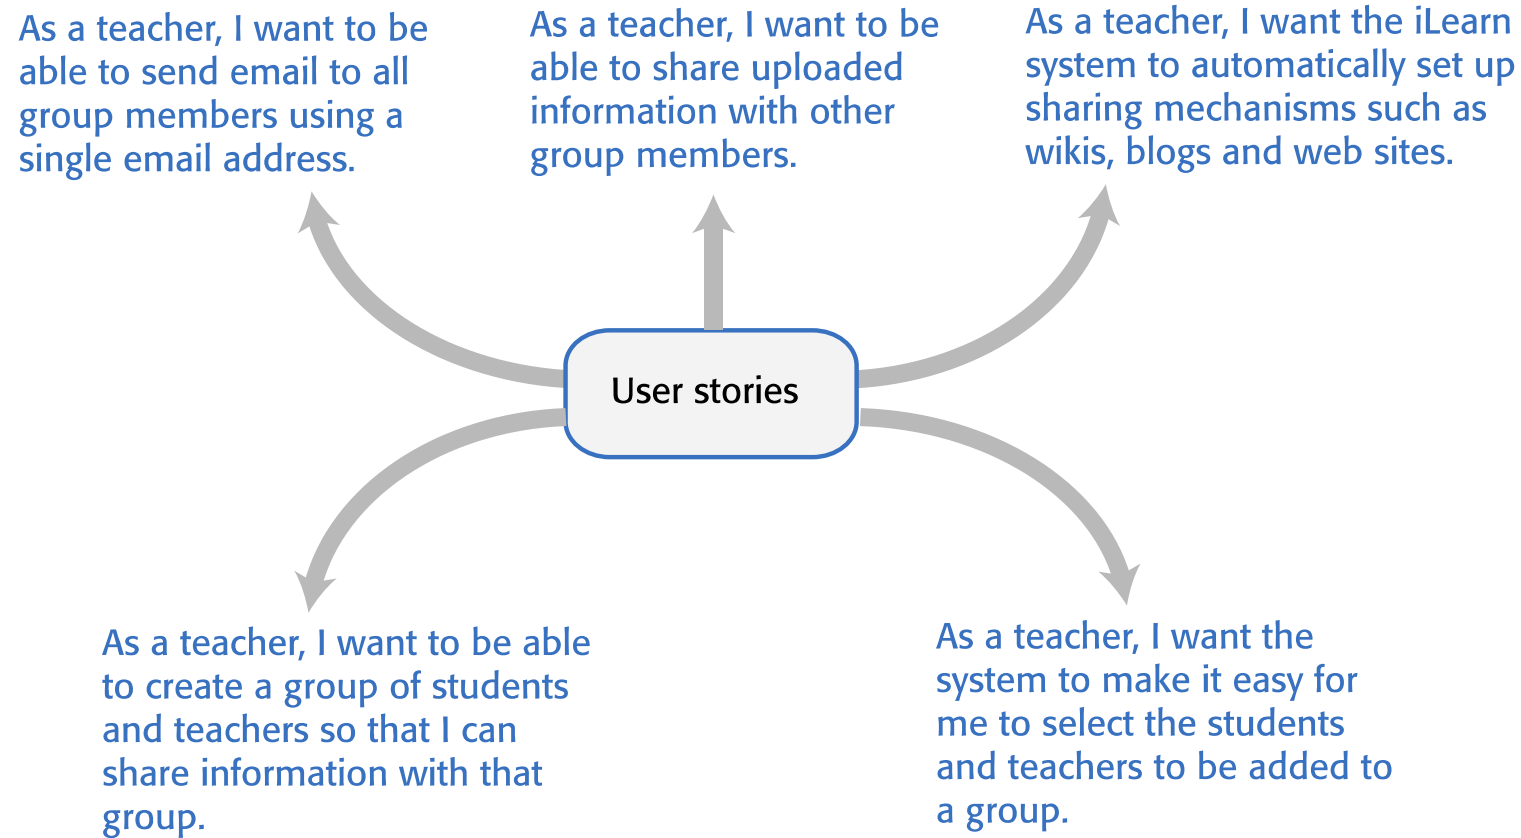 As a teacher, I want to be
able to send email to all
group members using a
single email address.
As a teacher, I want to be
able to share uploaded
information with other
group members.
As a teacher, I want the iLearn
system to automatically set up
sharing mechanisms such as
wikis, blogs and web sites.
User stories
As a teacher, I want to be able
to create a group of students
and teachers so that I can
share information with that
group.
As a teacher, I want the
system to make it easy for
me to select the students
and teachers to be added to
a group.